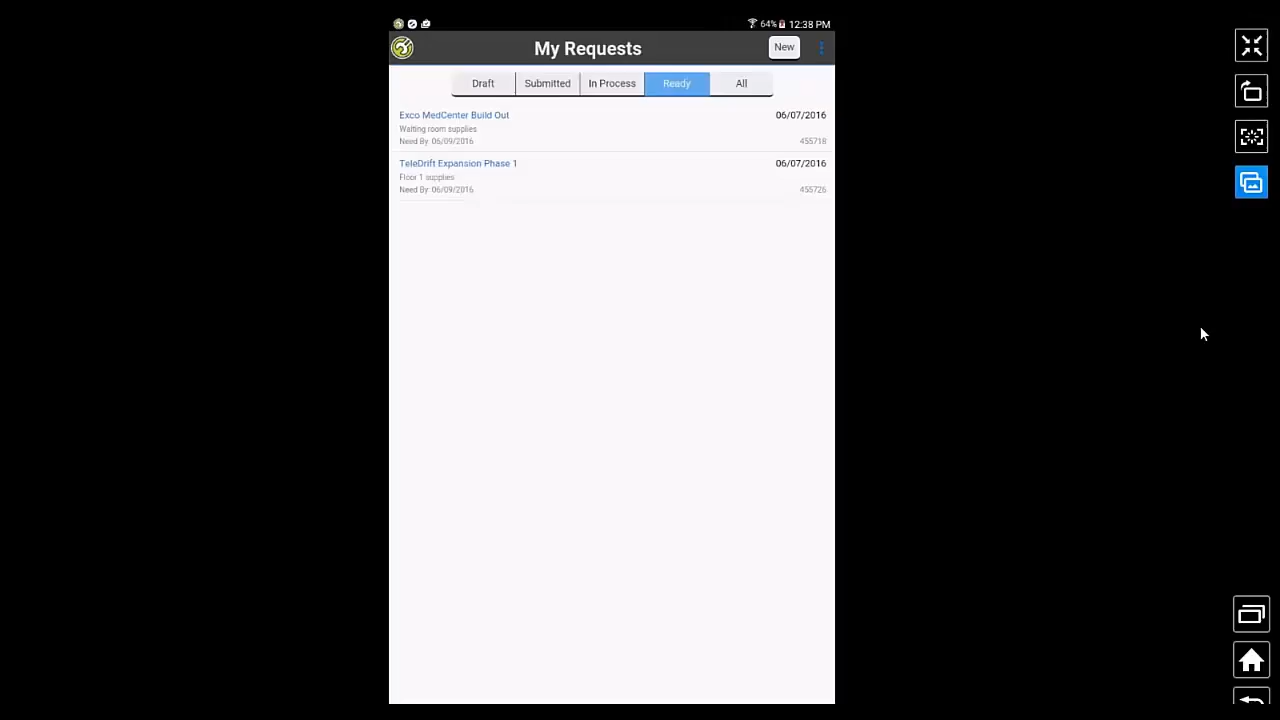 64% 12:38 PM
My Requests
New
Draft Submitted In Process Ready All
Exco MedCenter Build Out 06/07/2016
Waiting room supplies
Need By: 06/09/2016 455718
TeleDrift Expansion Phase 1 06/07/2016
Floor 1 supplies
Need By: 06/09/2016 455726